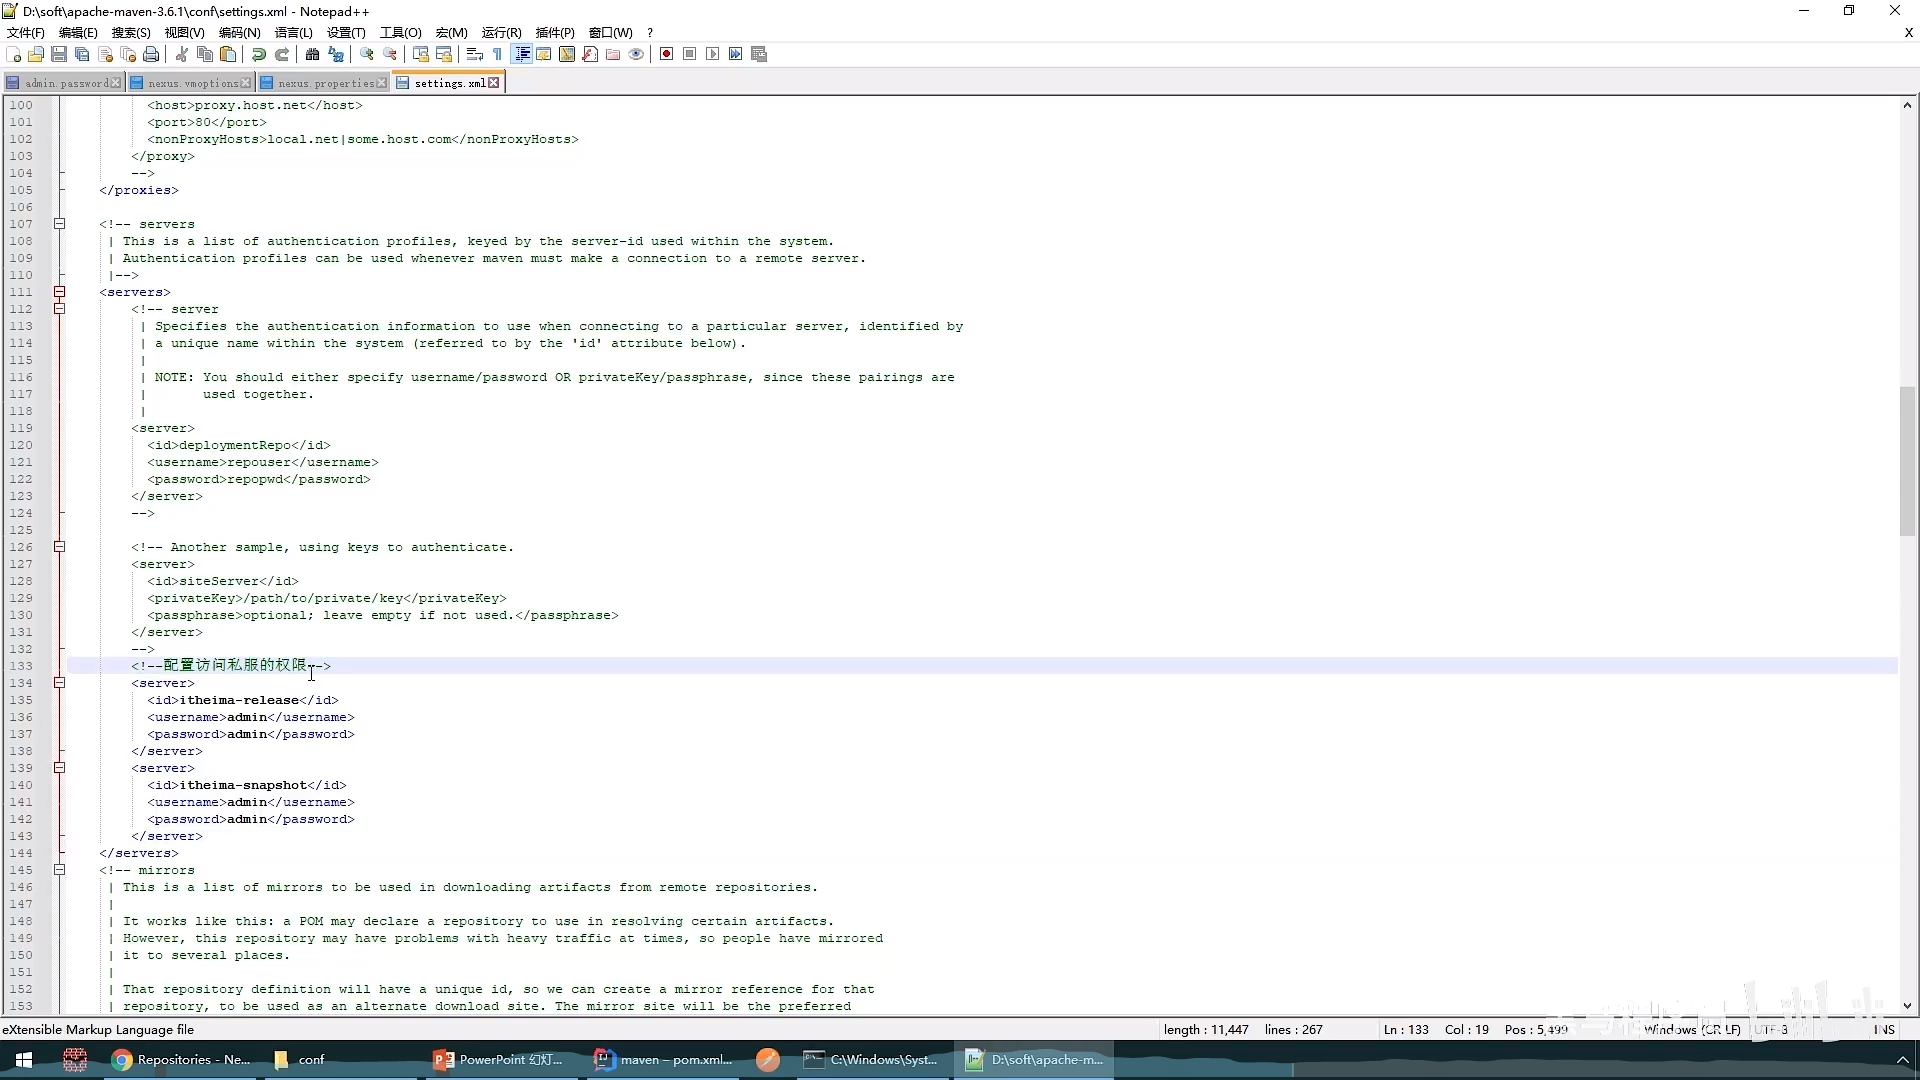 D:\soft\apache-maven-3.6.1\conf\settings.xml - Notepad++
文件(F) 编辑(E) 搜索(S) 视图(V) 编码(N) 语言(L) 设置(T) 工具(O) 宏(M) 运行(R) 插件(P) 窗口(W) ? X
admin.password nexus.vmoptions nexus.properties settings.xml
100 <host>proxy.host.net</host>
101 <port>80</port>
102 <nonProxyHosts>local.net|some.host.com</nonProxyHosts>
103 </proxy>
104 -->
105 </proxies>
106
107 <!-- servers
108 | This is a list of authentication profiles, keyed by the server-id used within the system.
109 | Authentication profiles can be used whenever maven must make a connection to a remote server.
110 |-->
111 <servers>
112 <!-- server
113 | Specifies the authentication information to use when connecting to a particular server, identified by
114 | a unique name within the system (referred to by the 'id' attribute below).
115 |
116 | NOTE: You should either specify username/password OR privateKey/passphrase, since these pairings are
117 | used together.
118 |
119 <server>
120 <id>deploymentRepo</id>
121 <username>repouser</username>
122 <password>repopwd</password>
123 </server>
124 -->
125
126 <!-- Another sample, using keys to authenticate.
127 <server>
128 <id>siteServer</id>
129 <privateKey>/path/to/private/key</privateKey>
130 <passphrase>optional; leave empty if not used.</passphrase>
131 </server>
132 -->
133 <!--配置访问私服的权限-->
134 <server>
135 <id>itheima-release</id>
136 <username>admin</username>
137 <password>admin</password>
138 </server>
139 <server>
140 <id>itheima-snapshot</id>
141 <username>admin</username>
142 <password>admin</password>
143 </server>
144 </servers>
145 <!-- mirrors
146 | This is a list of mirrors to be used in downloading artifacts from remote repositories.
147 |
148 | It works like this: a POM may declare a repository to use in resolving certain artifacts.
149 | However, this repository may have problems with heavy traffic at times, so people have mirrored
150 | it to several places.
151 |
152 | That repository definition will have a unique id, so we can create a mirror reference for that
153 | repository, to be used as an alternate download site. The mirror site will be the preferred
eXtensible Markup Language file length : 11,447 lines : 267 Ln : 133 Col : 19 Pos : 5,499 Windows (CR LF) UTF-8 INS
Repositories - Ne... conf PowerPoint 幻灯... maven – pom.xml... C:\Windows\Syst... D:\soft\apache-m...